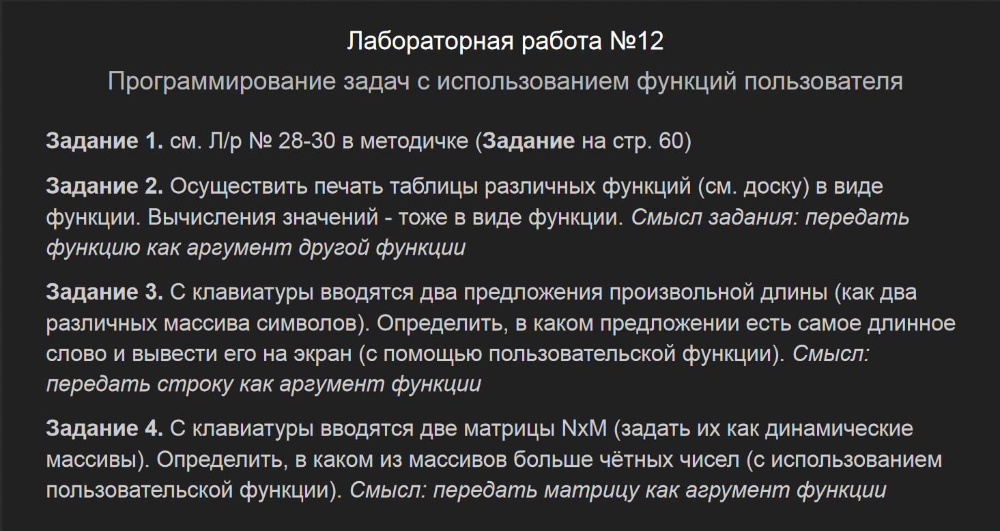 Лабораторная работа №12
Программирование задач с использованием функций пользователя
Задание 1. см. Л/р № 28-30 в методичке (Задание на стр. 60)
Задание 2. Осуществить печать таблицы различных функций (см. доску) в виде
функции. Вычисления значений - тоже в виде функции. Смысл задания: передать
функцию как аргумент другой функции
Задание 3. С клавиатуры вводятся два предложения произвольной длины (как два
различных массива символов). Определить, в каком предложении есть самое длинное
слово и вывести его на экран (с помощью пользовательской функции). Смысл:
передать строку как аргумент функции
Задание 4. С клавиатуры вводятся две матрицы NxM (задать их как динамические
массивы). Определить, в каком из массивов больше чётных чисел (с использованием
пользовательской функции). Смысл: передать матрицу как агрумент функции